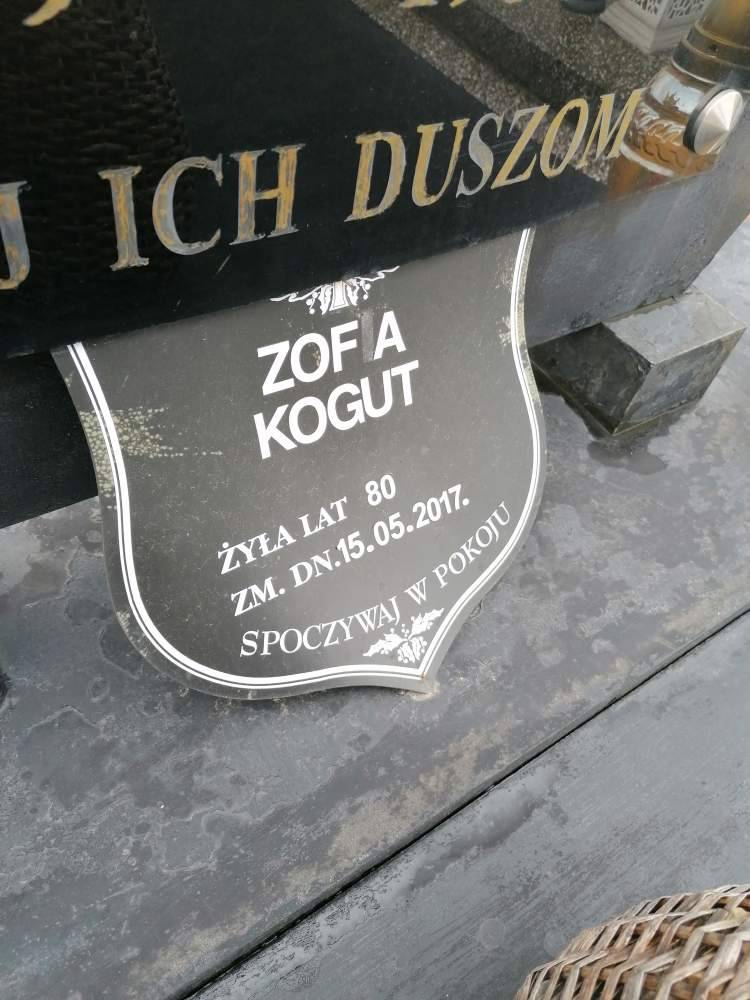 J ICH DUSZOM
ZOF A
KOGUT
ŻYŁA LAT 80
ZM. DN.15.05.2017.
SPOCZYWAJ W POKOJU